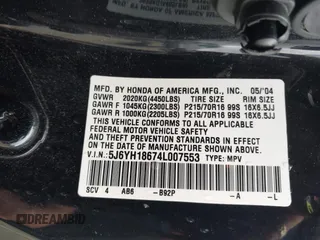 MFD. BY HONDA OF AMERICA MFG., INC. 05/'04
GVWR 2020KG(4450LBS) TIRE SIZE RIM SIZE
GAWR F 1045KG(2300LBS) P215/70R16 99S 16X6.5JJ
GAWR R 1000KG(2205LBS) P215/70R16 99S 16X6.5JJ
THIS VEHICLE CONFORMS TO ALL APPLICABLE
FEDERAL MOTOR VEHICLE SAFETY AND THEFT
PREVENTION STANDARDS IN EFFECT ON THE
DATE OF MANUFACTURE SHOWN ABOVE.
V.I.N.: 5J6YH18674L007553 TYPE: MPV
SCV 4 AB6 -B92P -A -L
DREAMBID